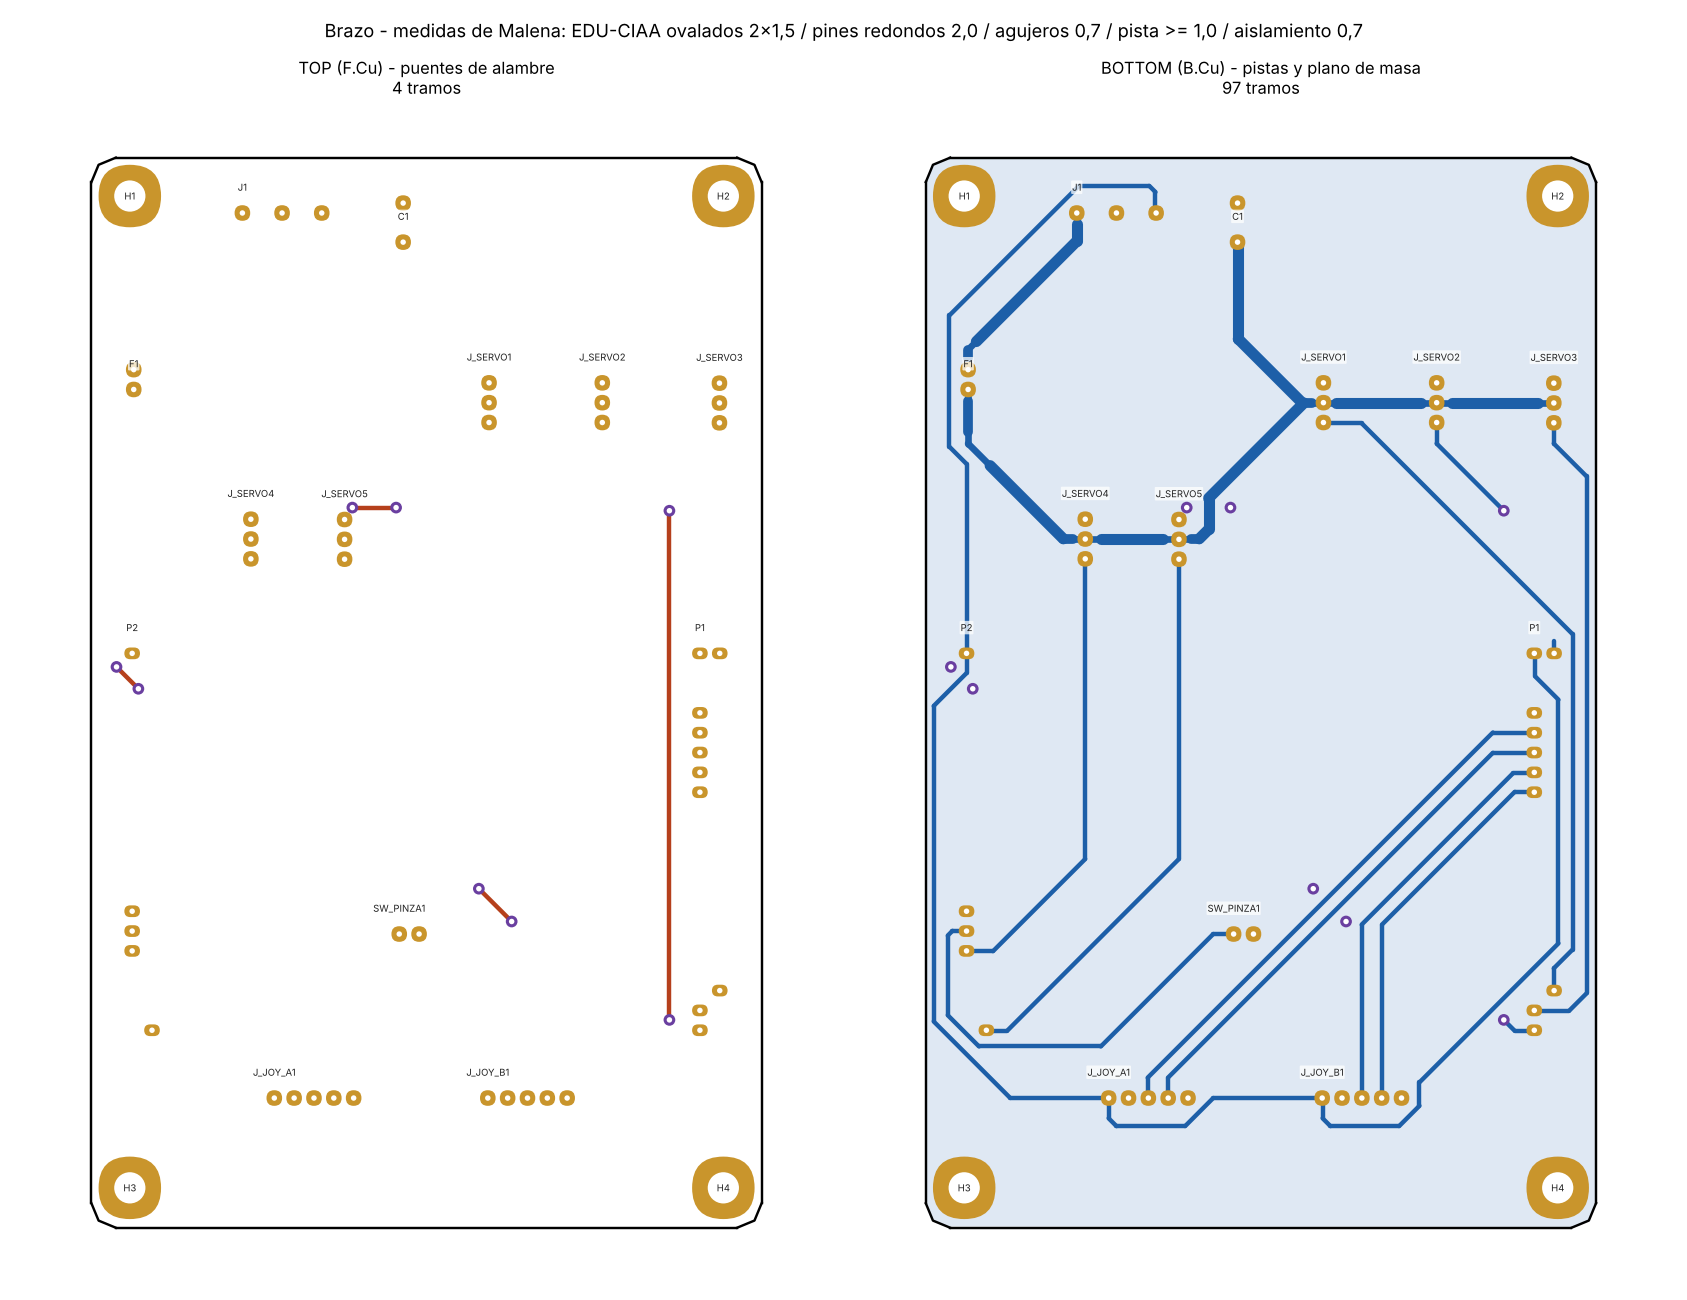 Brazo - medidas de Malena: EDU-CIAA ovalados 2×1,5 / pines redondos 2,0 / agujeros 0,7 / pista >= 1,0 / aislamiento 0,7
TOP (F.Cu) - puentes de alambre
4 tramos
H1
J1
C1
H2
F1
J_SERVO1
J_SERVO2
J_SERVO3
J_SERVO4
J_SERVO5
P2
P1
SW_PINZA1
J_JOY_A1
J_JOY_B1
H3
H4
BOTTOM (B.Cu) - pistas y plano de masa
97 tramos
H1
J1
C1
H2
F1
J_SERVO1
J_SERVO2
J_SERVO3
J_SERVO4
J_SERVO5
P2
P1
SW_PINZA1
J_JOY_A1
J_JOY_B1
H3
H4